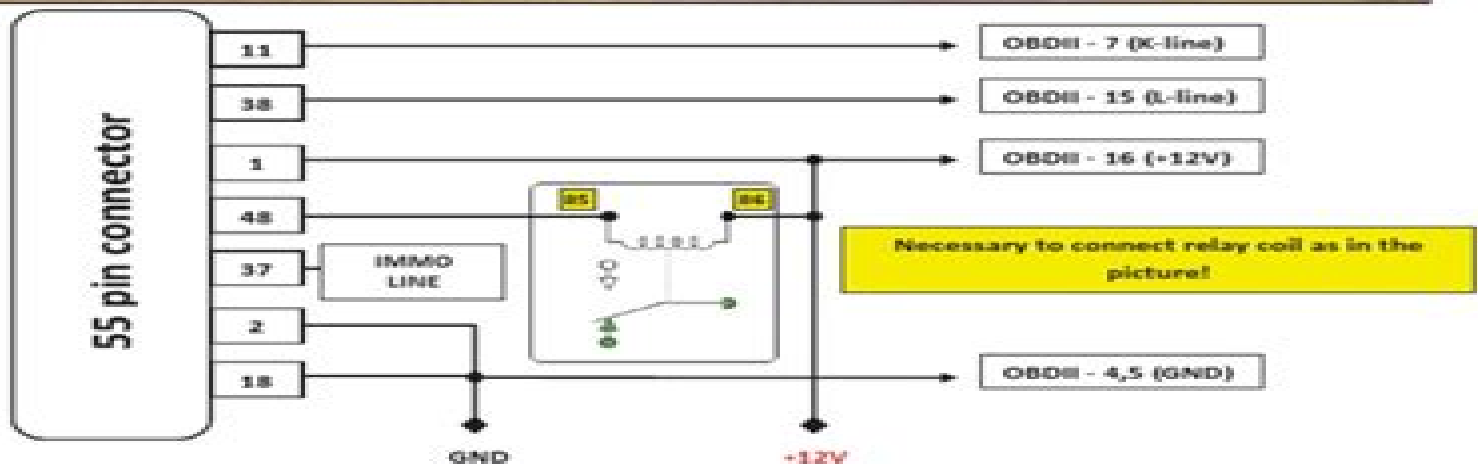 55 pin connector
11
OBDII - 7 (K-line)
38
OBDII - 15 (L-line)
1
OBDII - 16 (+12V)
85
86
48
Necessary to connect relay coil as in the
picture!
37
IMMO
LINE
2
18
OBDII - 4,5 (GND)
GND
+12V